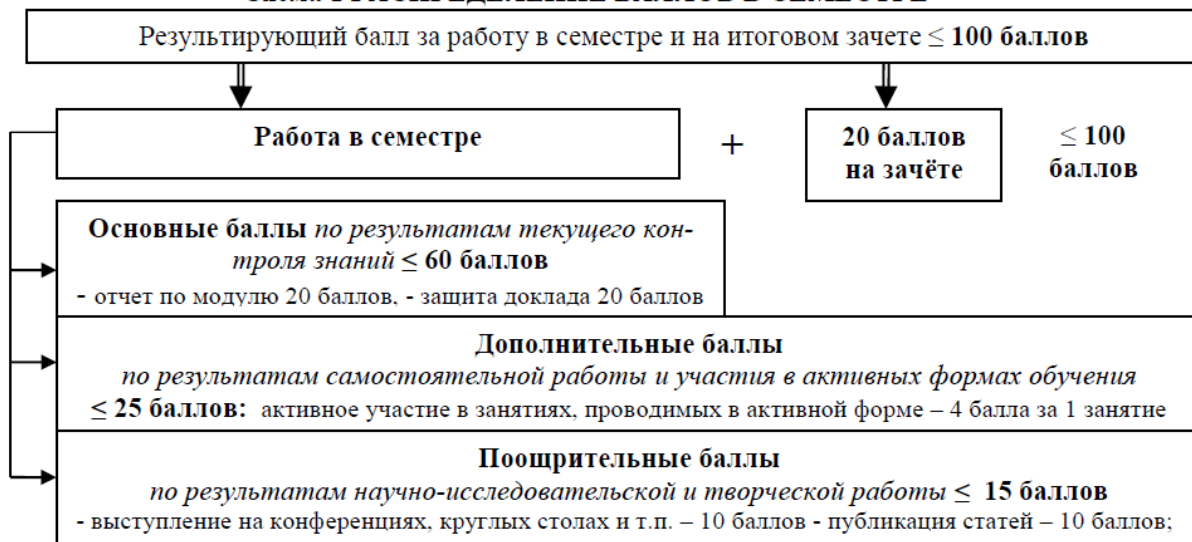 Результирующий балл за работу в семестре и на итоговом зачете ≤ 100 баллов
Работа в семестре
+
20 баллов
на зачёте
≤ 100
баллов
Основные баллы по результатам текущего кон-
троля знаний ≤ 60 баллов
- отчет по модулю 20 баллов, - защита доклада 20 баллов
Дополнительные баллы
по результатам самостоятельной работы и участия в активных формах обучения
≤ 25 баллов: активное участие в занятиях, проводимых в активной форме – 4 балла за 1 занятие
Поощрительные баллы
по результатам научно-исследовательской и творческой работы ≤ 15 баллов
- выступление на конференциях, круглых столах и т.п. – 10 баллов - публикация статей – 10 баллов;